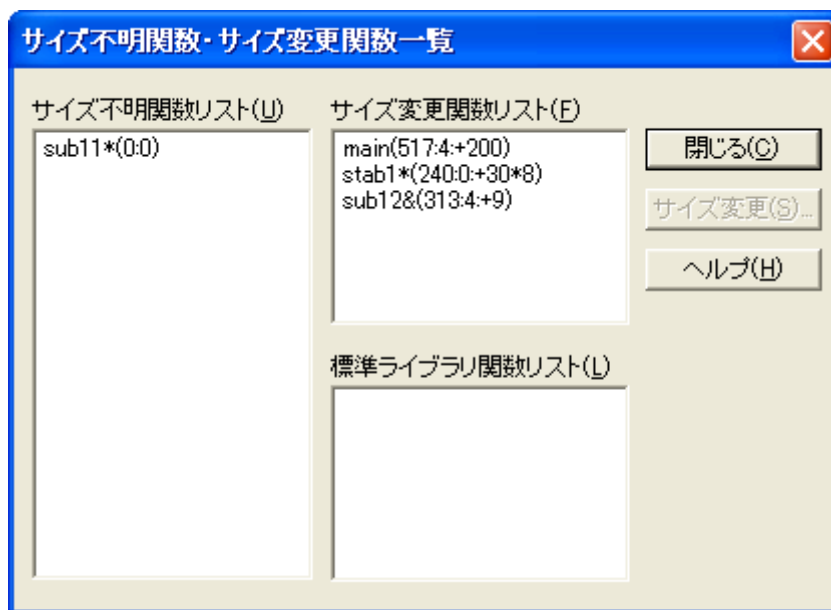 サイズ不明関数・サイズ変更関数一覧
サイズ不明関数リスト(U)
sub11*(0:0)
サイズ変更関数リスト(F)
main(517:4:+200)
stab1*(240:0:+30*8)
sub12&(313:4:+9)
標準ライブラリ関数リスト(L)
閉じる(C)
サイズ変更(S)...
ヘルプ(H)